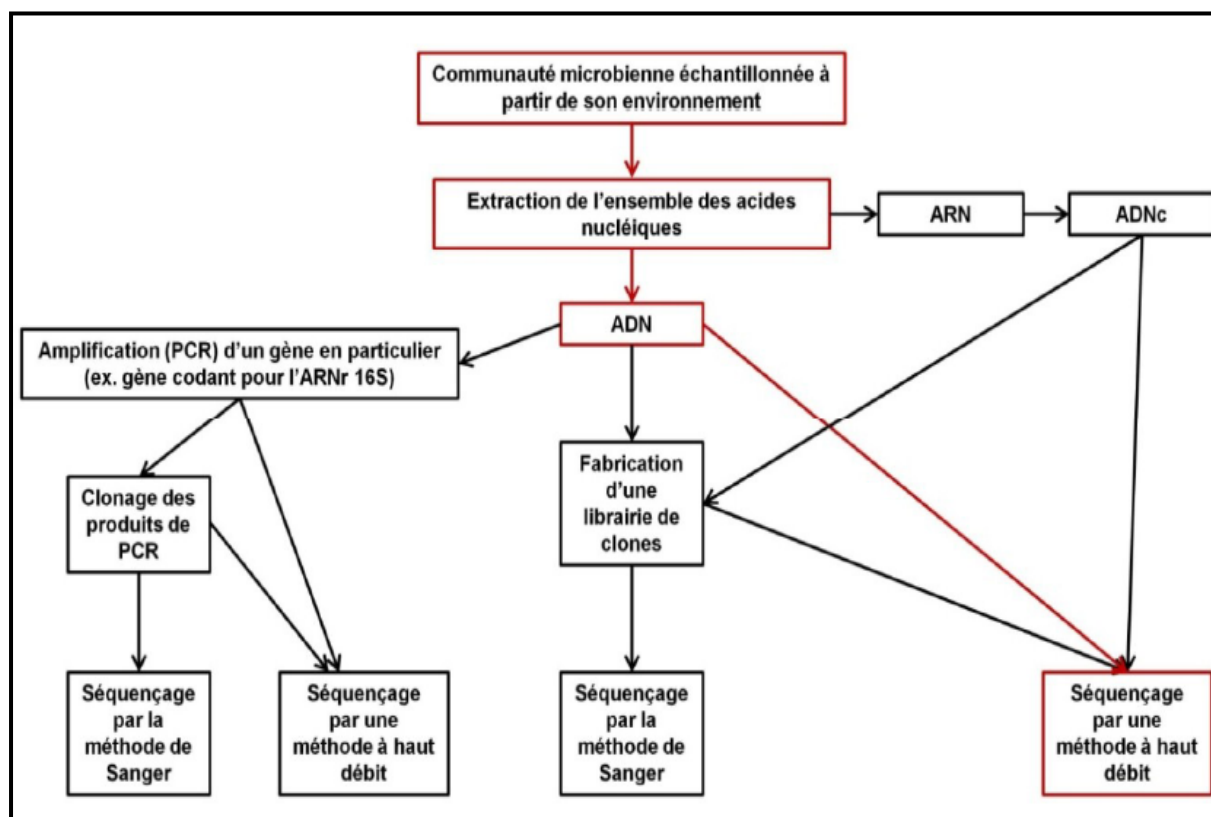 Communauté microbienne échantillonnée à
partir de son environnement
Extraction de l'ensemble des acides
nucléiques
ARN
ADNc
ADN
Amplification (PCR) d'un gène en particulier
(ex. gène codant pour l'ARNr 16S)
Clonage des
produits de
PCR
Fabrication
d'une
librairie de
clones
Séquençage
par la
méthode de
Sanger
Séquençage
par une
méthode à haut
débit
Séquençage
par la
méthode de
Sanger
Séquençage
par une
méthode à haut
débit